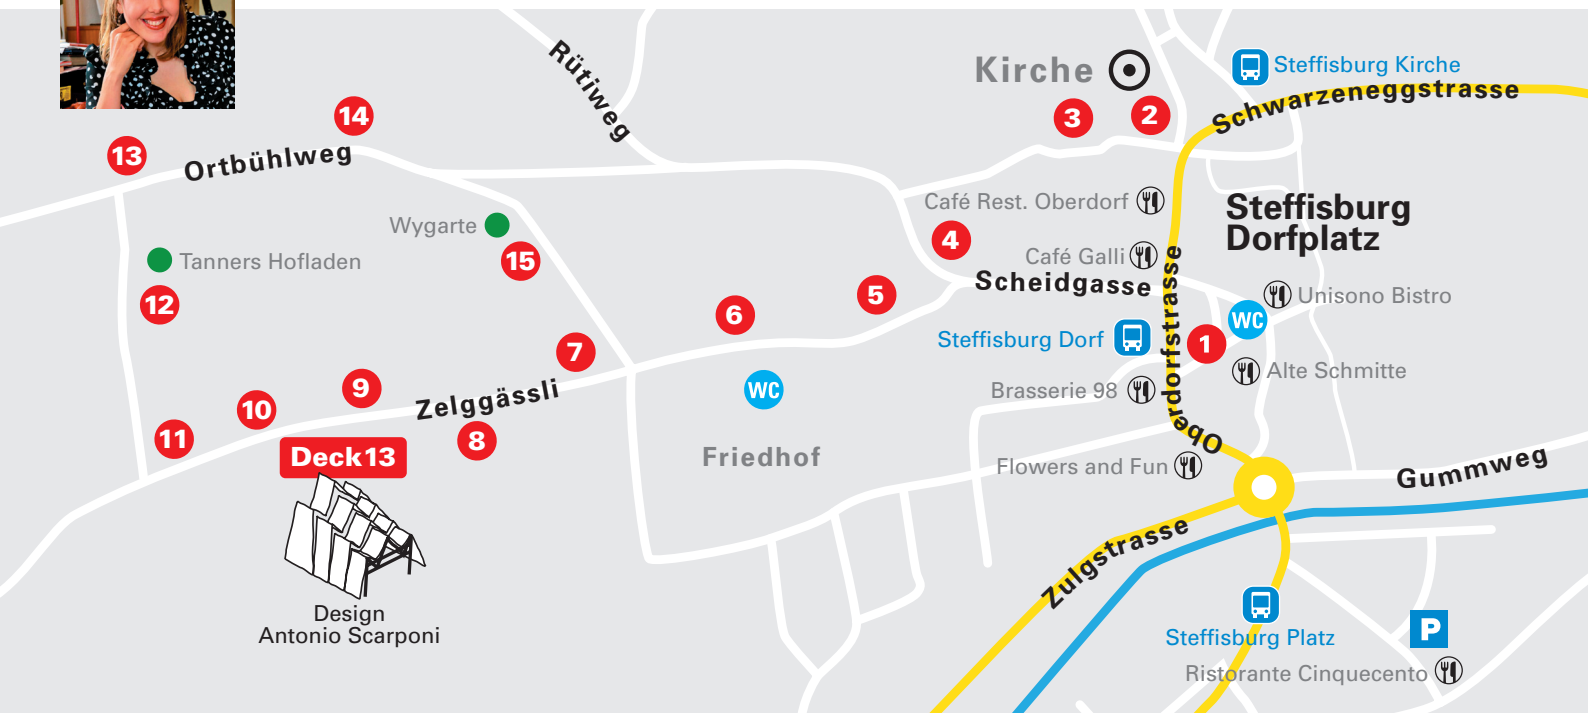 Rütiweg
Kirche
Steffisburg Kirche
Schwarzeneggstrasse
14
3
2
13
Ortbühlweg
Café Rest. Oberdorf
Steffisburg
Dorfplatz
Wygarte
4
Café Galli
Tanners Hofladen
15
Scheidgasse
5
Unisono Bistro
12
6
WC
Steffisburg Dorf
1
Oberdorfstrasse
7
Alte Schmitte
9
Zelggässli
WC
Brasserie 98
10
11
8
Deck13
Friedhof
Flowers and Fun
Gummweg
Zulgstrasse
Design
Antonio Scarponi
Steffisburg Platz
P
Ristorante Cinquecento